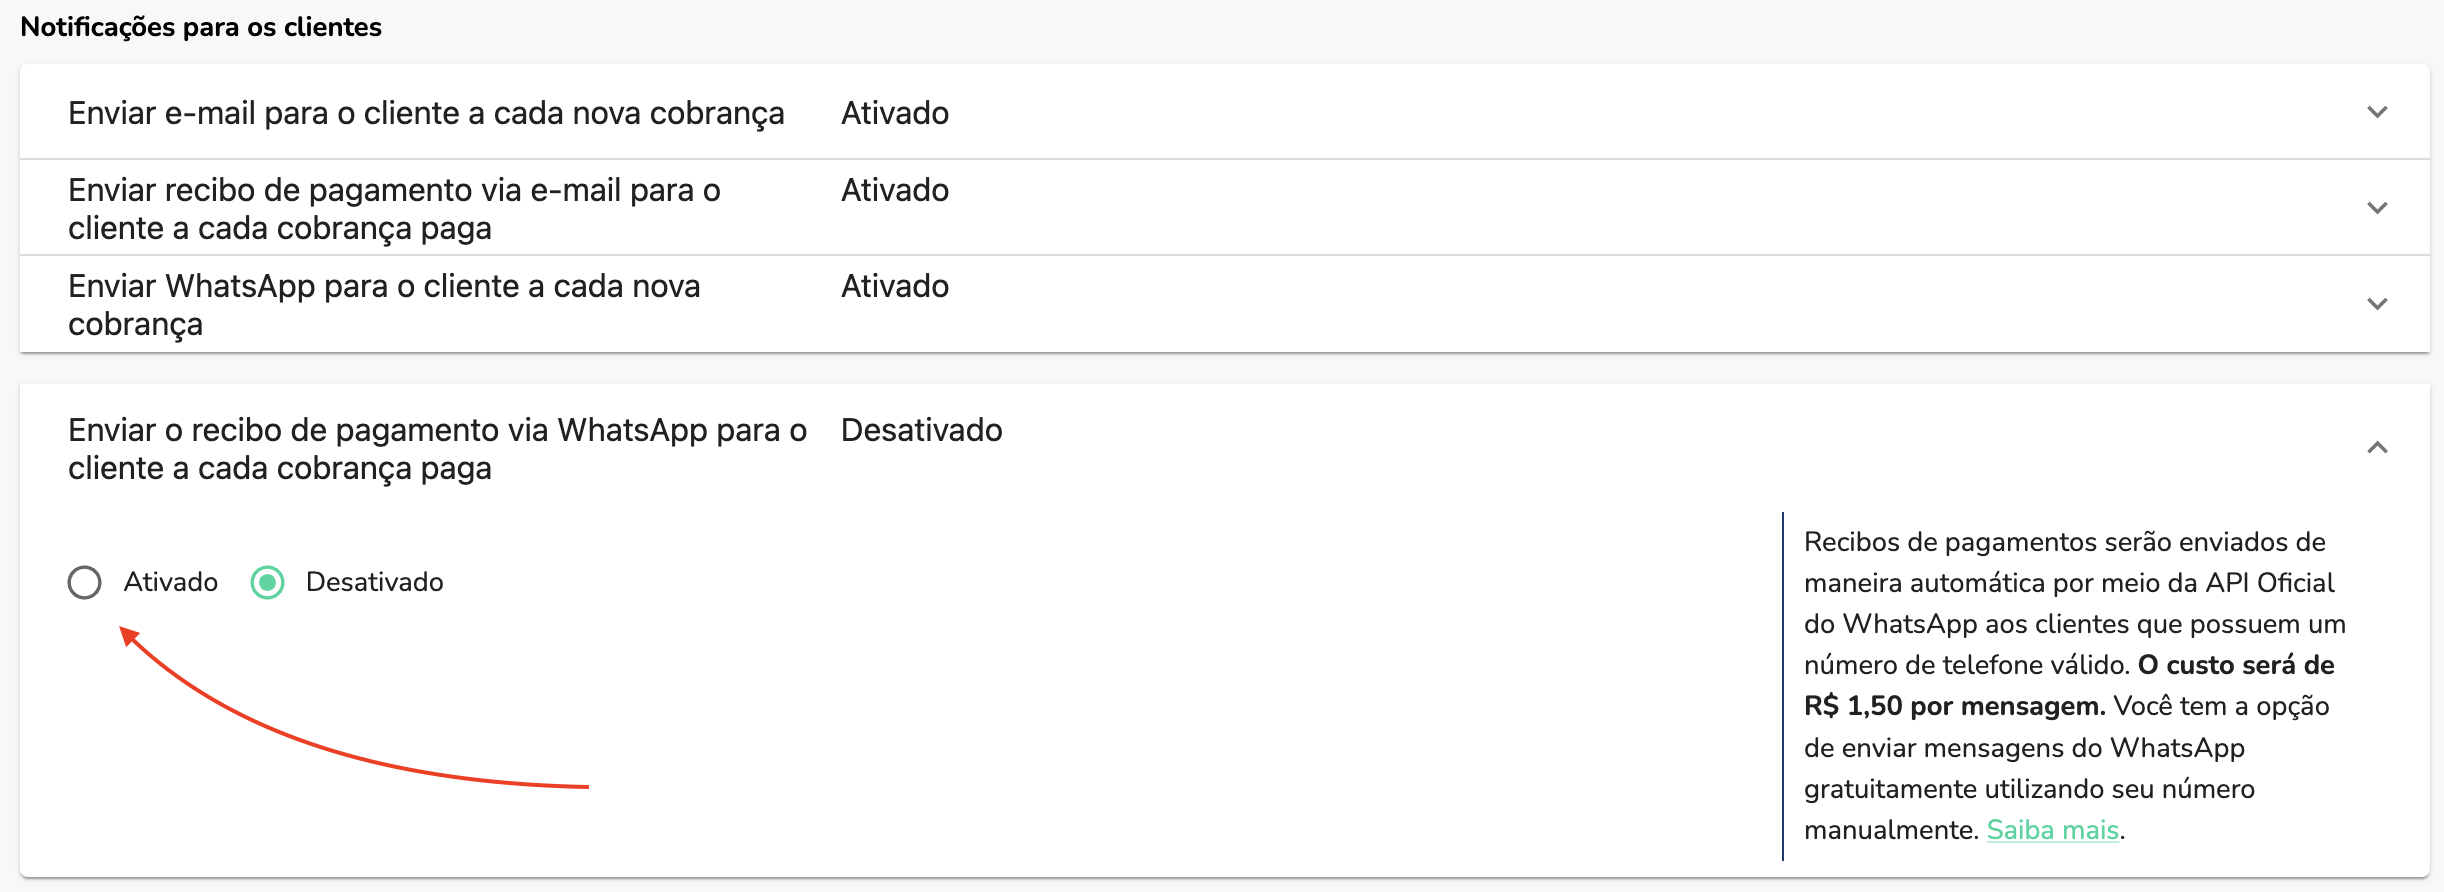 Notificações para os clientes
Enviar e-mail para o cliente a cada nova cobrança
Ativado
Enviar recibo de pagamento via e-mail para o
cliente a cada cobrança paga
Ativado
Enviar WhatsApp para o cliente a cada nova
cobrança
Ativado
Enviar o recibo de pagamento via WhatsApp para o
cliente a cada cobrança paga
Desativado
Ativado
Desativado
Recibos de pagamentos serão enviados de
maneira automática por meio da API Oficial
do WhatsApp aos clientes que possuem um
número de telefone válido. O custo será de
R$ 1,50 por mensagem. Você tem a opção
de enviar mensagens do WhatsApp
gratuitamente utilizando seu número
manualmente. Saiba mais.